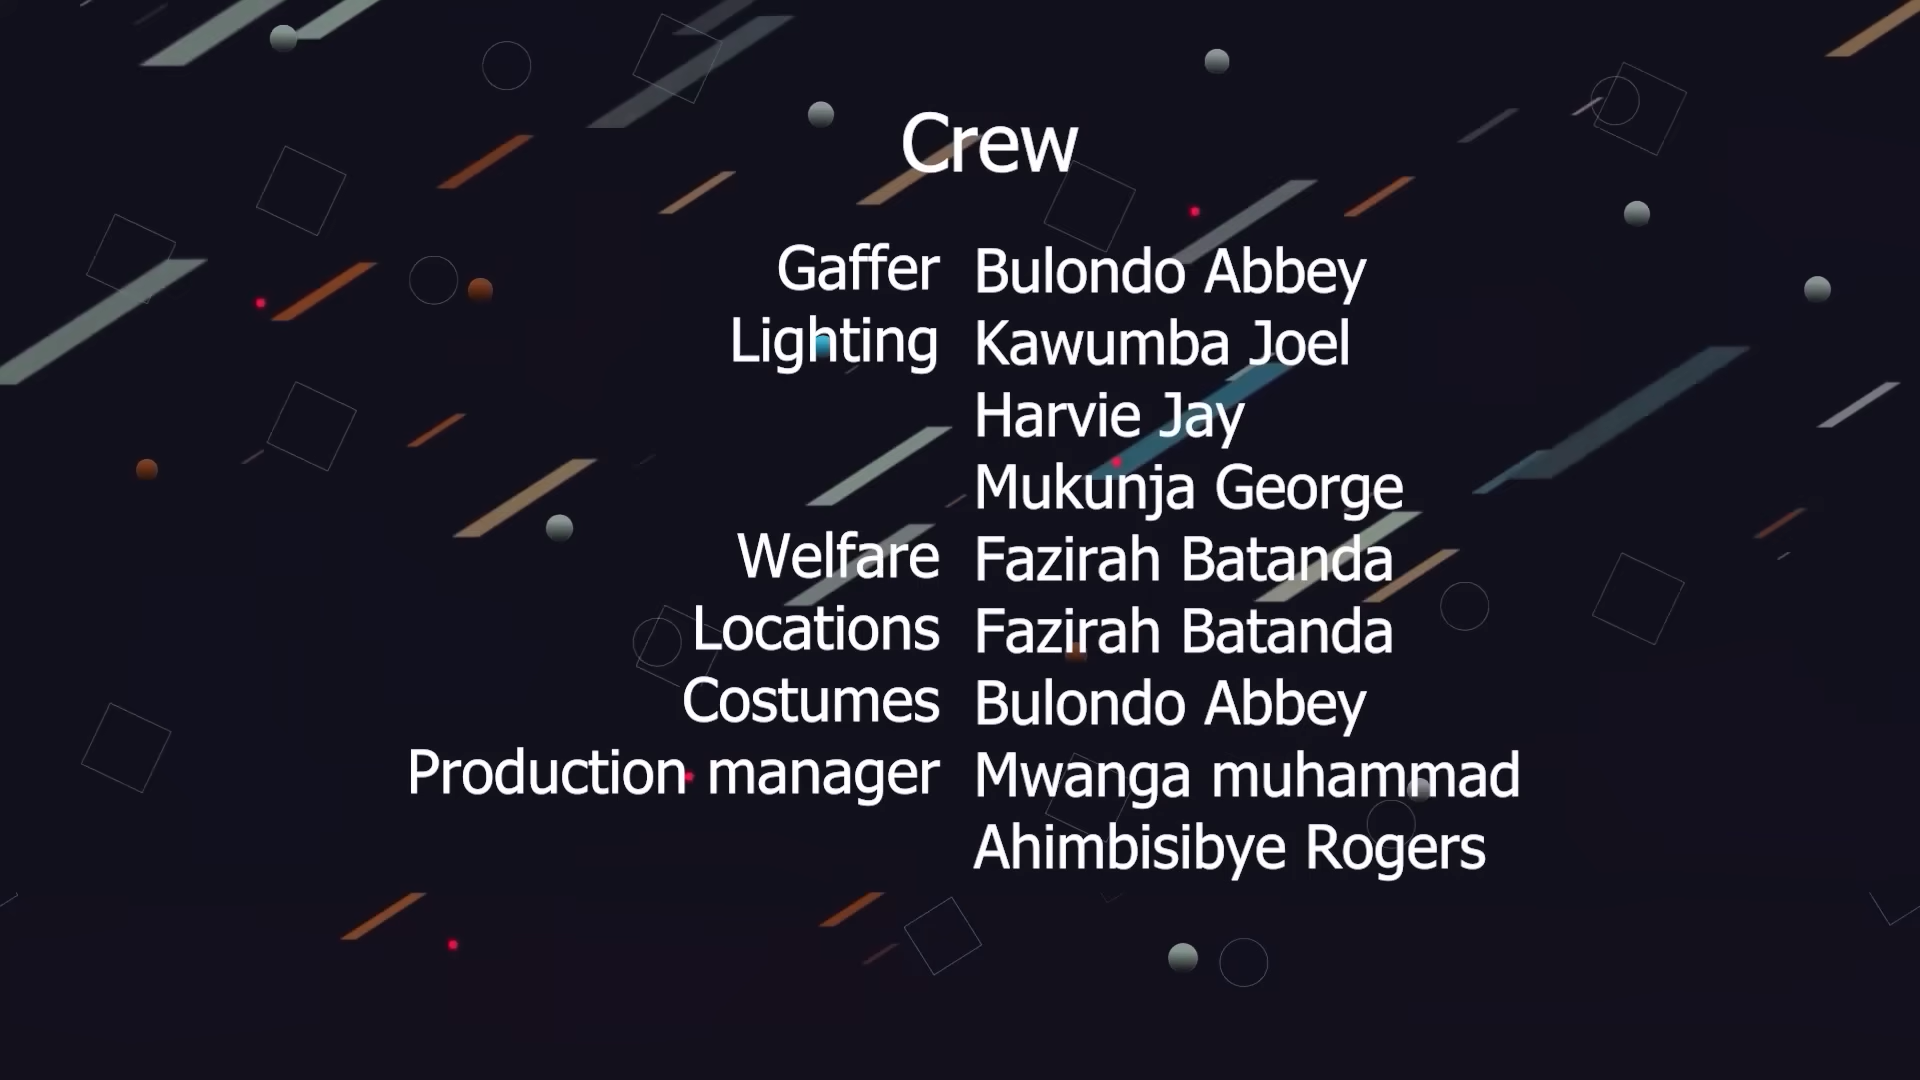 Crew
Gaffer Bulondo Abbey
Lighting Kawumba Joel
Harvie Jay
Mukunja George
Welfare Fazirah Batanda
Locations Fazirah Batanda
Costumes Bulondo Abbey
Production manager Mwanga muhammad
Ahimbisibye Rogers